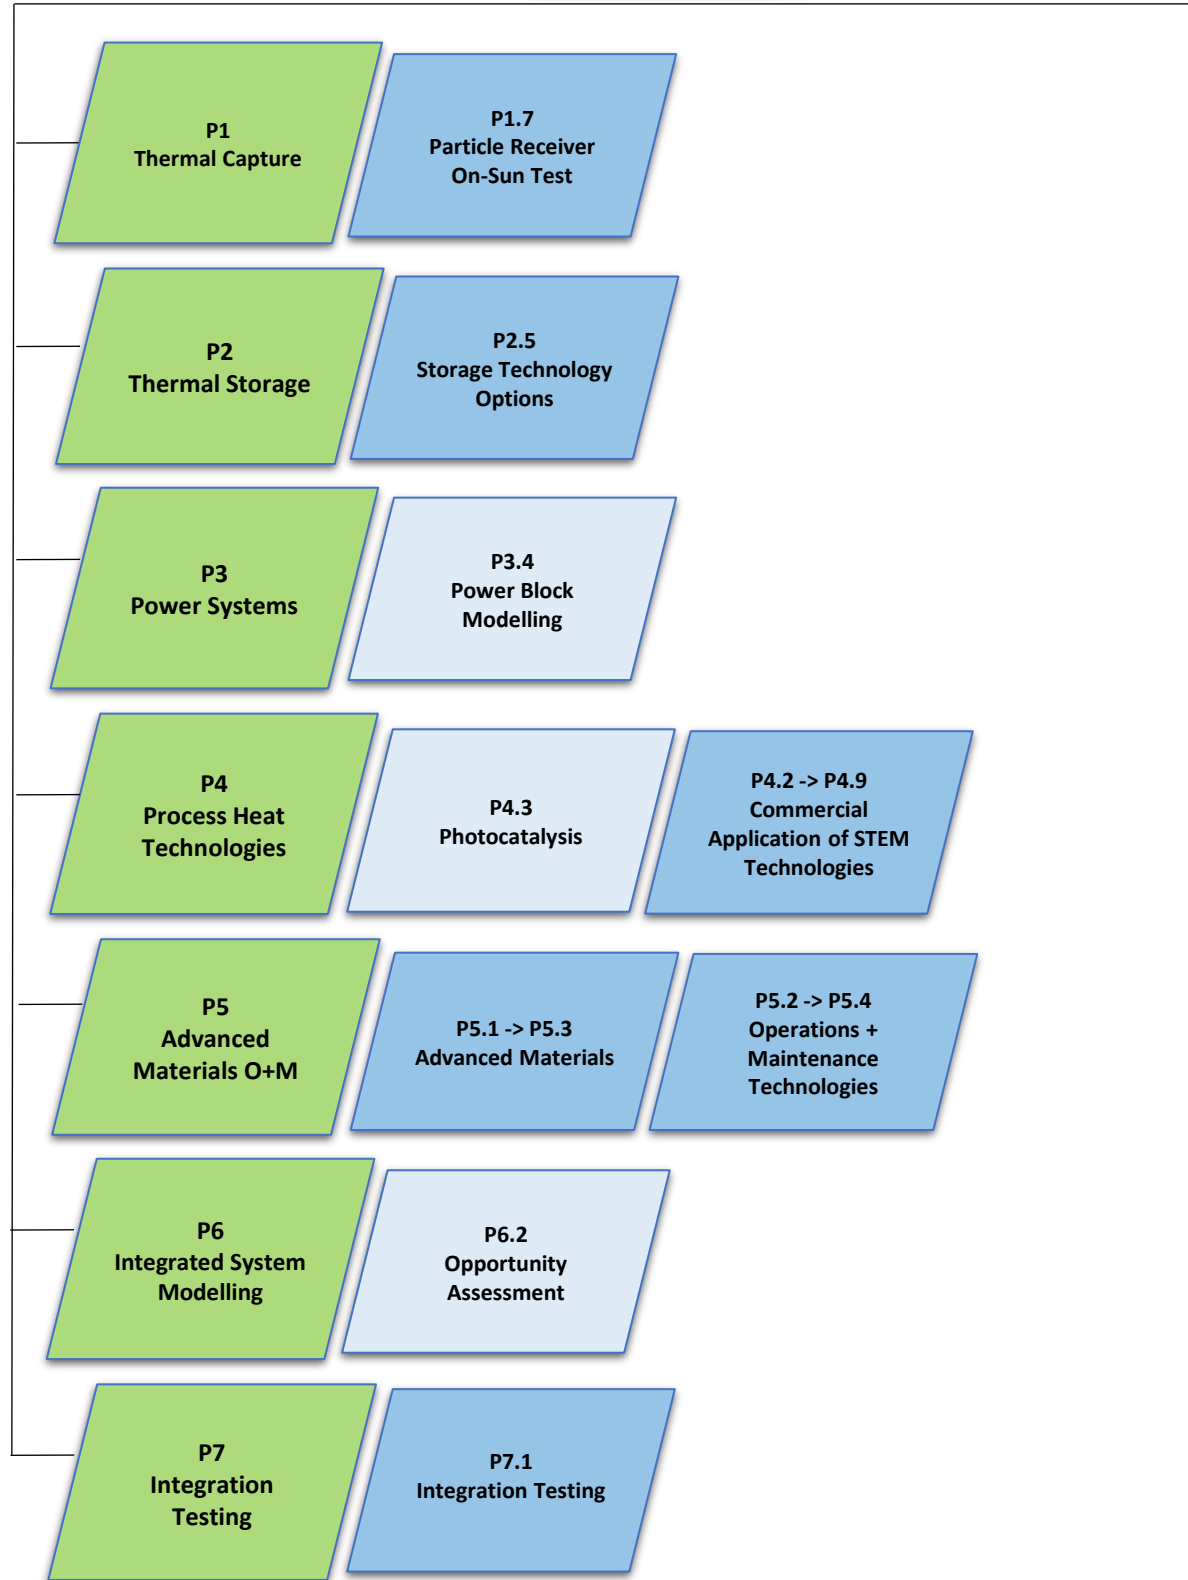 P1
Thermal Capture
P1.7
Particle Receiver
On-Sun Test
P2
Thermal Storage
P2.5
Storage Technology
Options
P3
Power Systems
P3.4
Power Block
Modelling
P4
Process Heat
Technologies
P4.3
Photocatalysis
P4.2 -> P4.9
Commercial
Application of STEM
Technologies
P5
Advanced
Materials O+M
P5.1 -> P5.3
Advanced Materials
P5.2 -> P5.4
Operations +
Maintenance
Technologies
P6
Integrated System
Modelling
P6.2
Opportunity
Assessment
P7
Integration
Testing
P7.1
Integration Testing